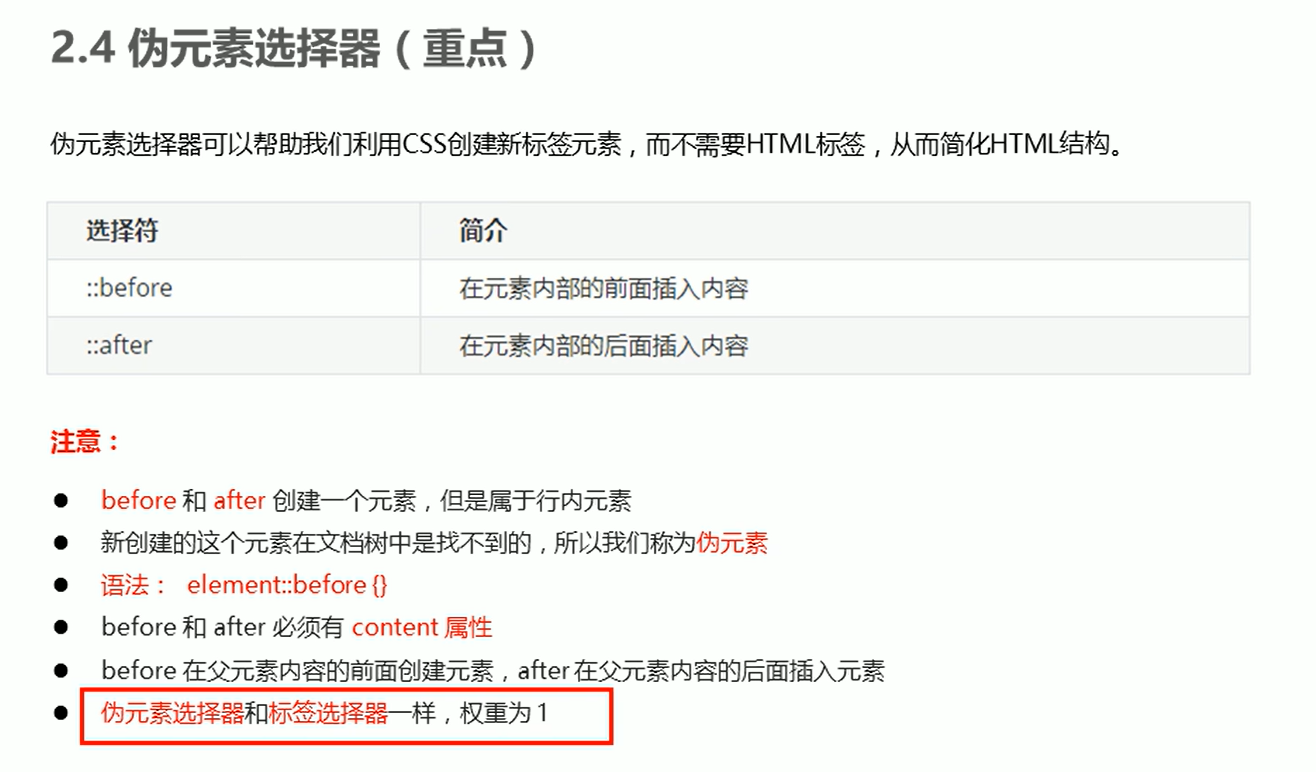 2.4 伪元素选择器（重点）
伪元素选择器可以帮助我们利用CSS创建新标签元素，而不需要HTML标签，从而简化HTML结构。
选择符 简介
::before 在元素内部的前面插入内容
::after 在元素内部的后面插入内容
注意：
● before 和 after 创建一个元素，但是属于行内元素
● 新创建的这个元素在文档树中是找不到的，所以我们称为伪元素
● 语法： element::before {}
● before 和 after 必须有 content 属性
● before 在父元素内容的前面创建元素，after 在父元素内容的后面插入元素
● 伪元素选择器和标签选择器一样，权重为 1